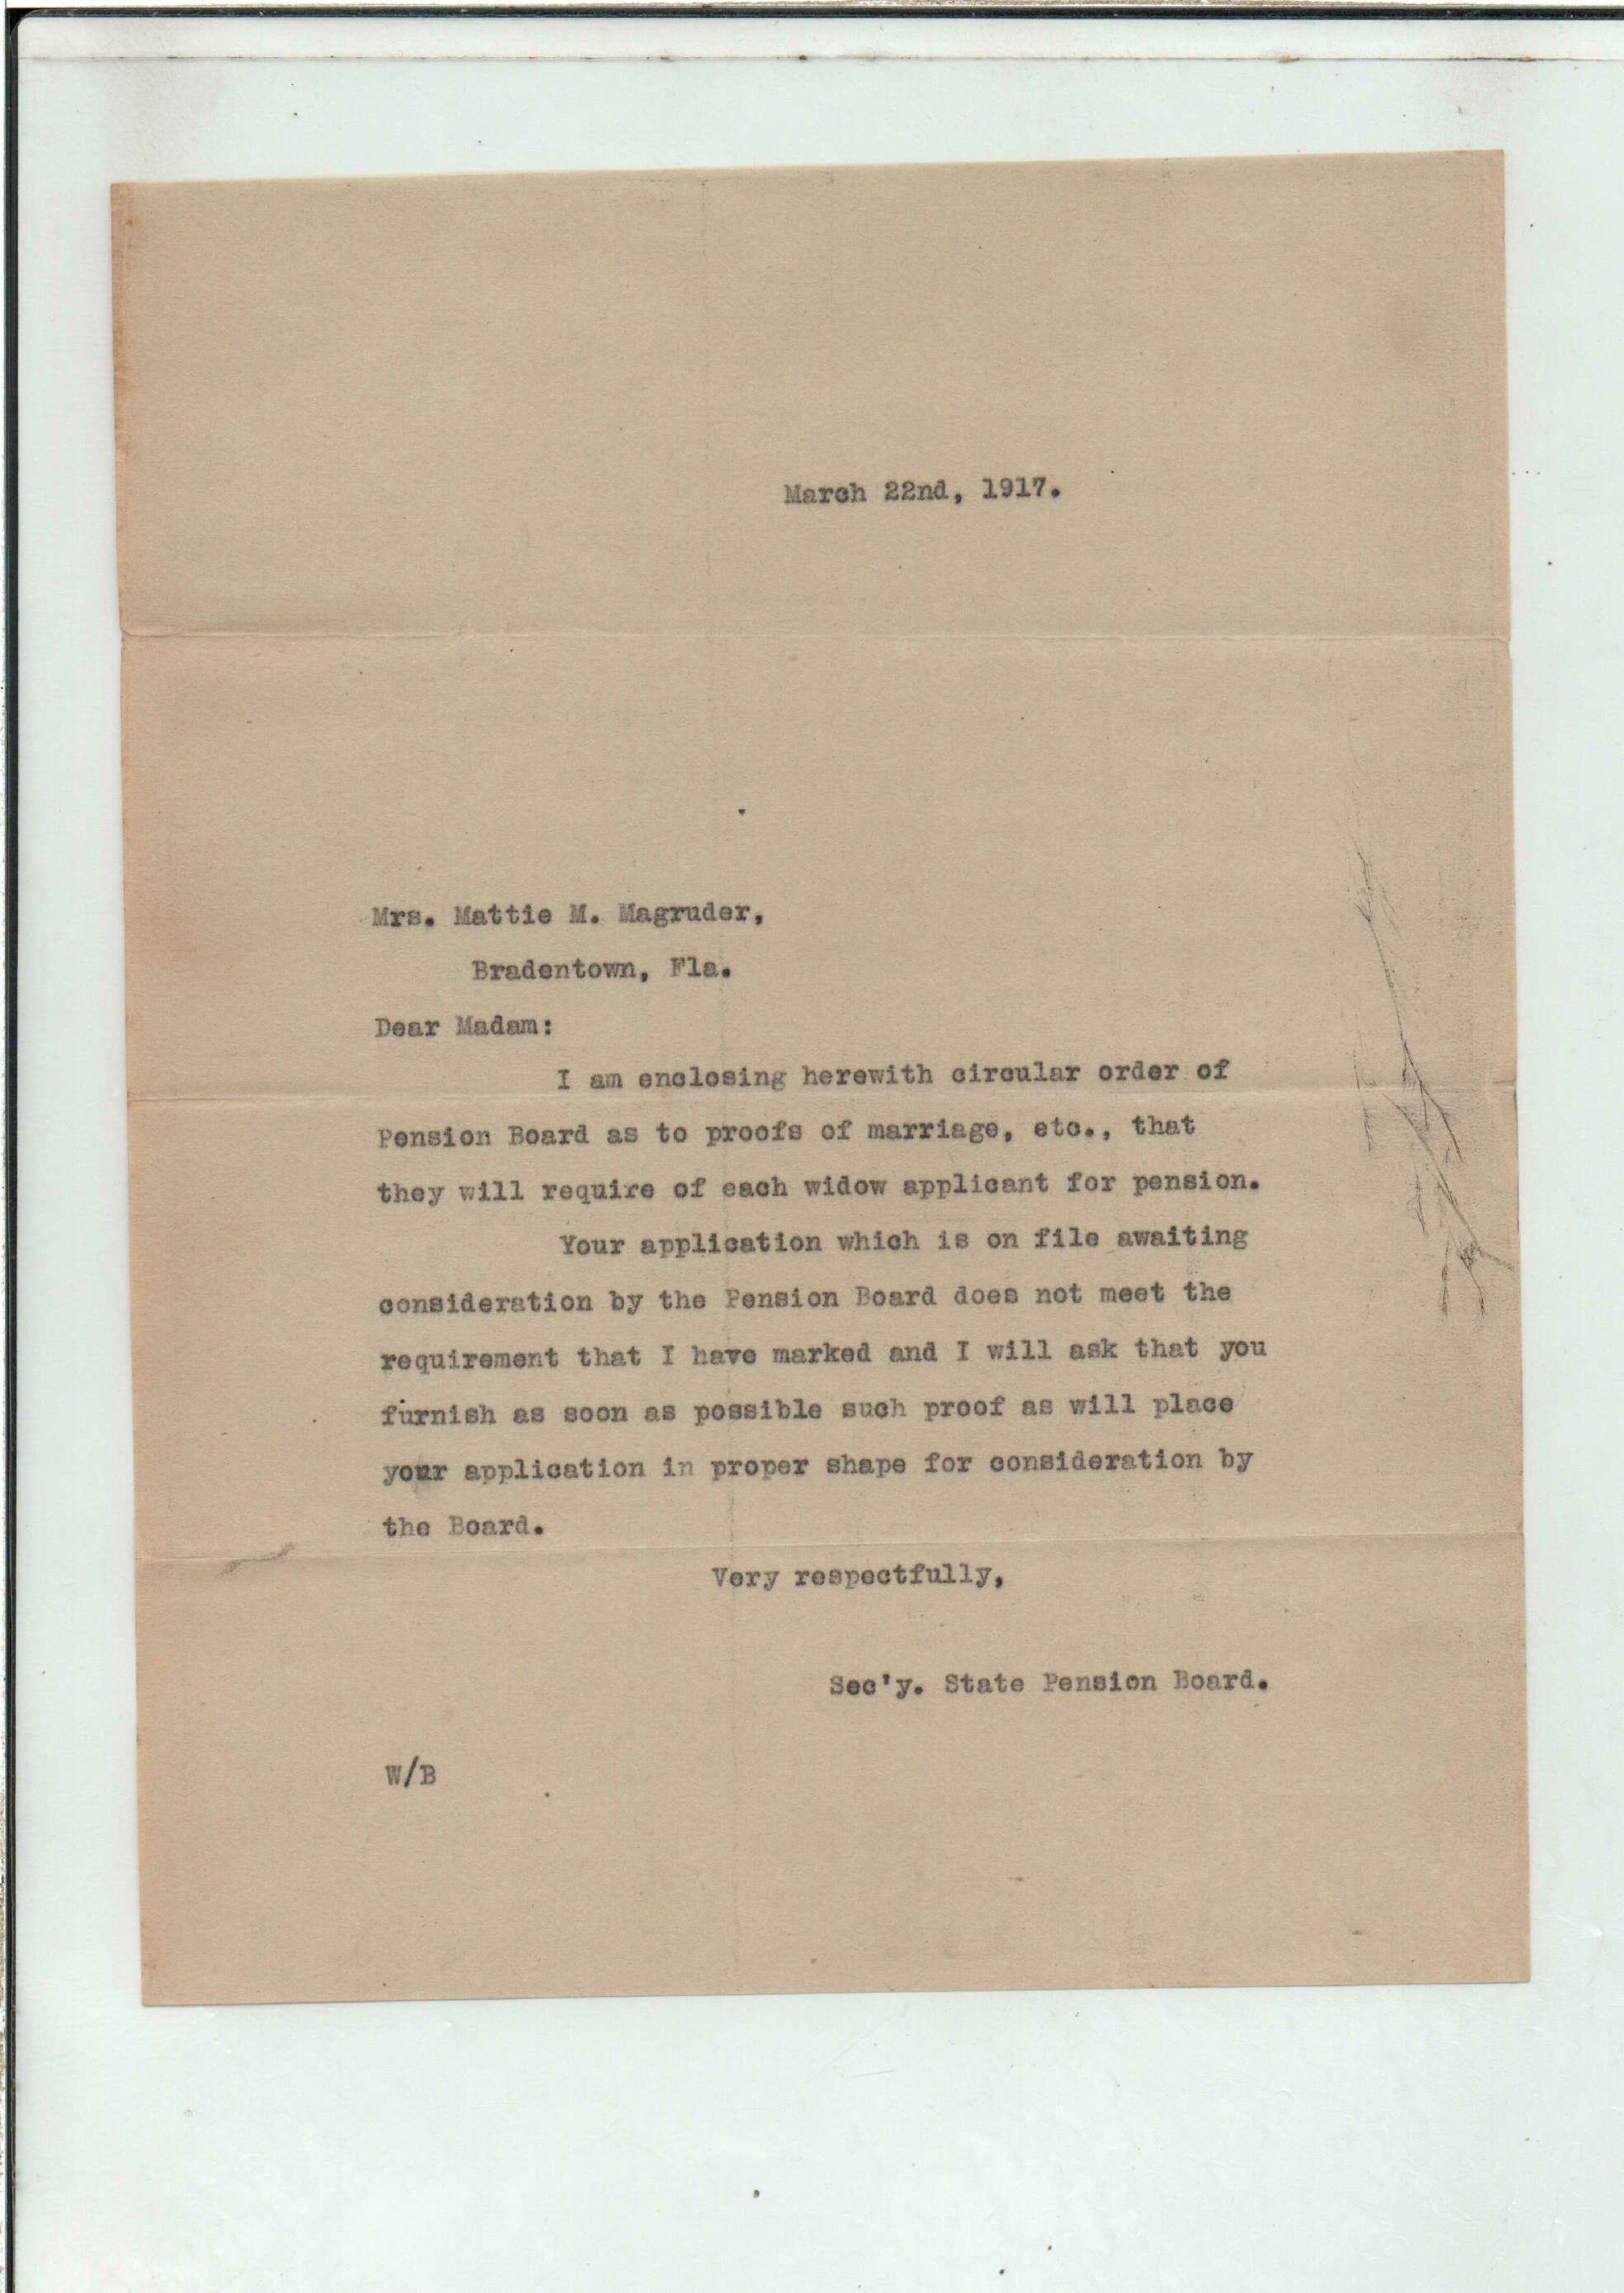 March 22nd, 1917.
Mrs. Mattie M. Magruder,
Bradentown, Fla.
Dear Madam:
I am enclosing herewith circular order of
Pension Board as to proofs of marriage, etc., that
they will require of each widow applicant for pension.
Your application which is on file awaiting
consideration by the Pension Board does not meet the
requirement that I have marked and I will ask that you
furnish as soon as possible such proof as will place
your application in proper shape for consideration by
the Board.
Very respectfully,
Sec'y. State Pension Board.
W/B